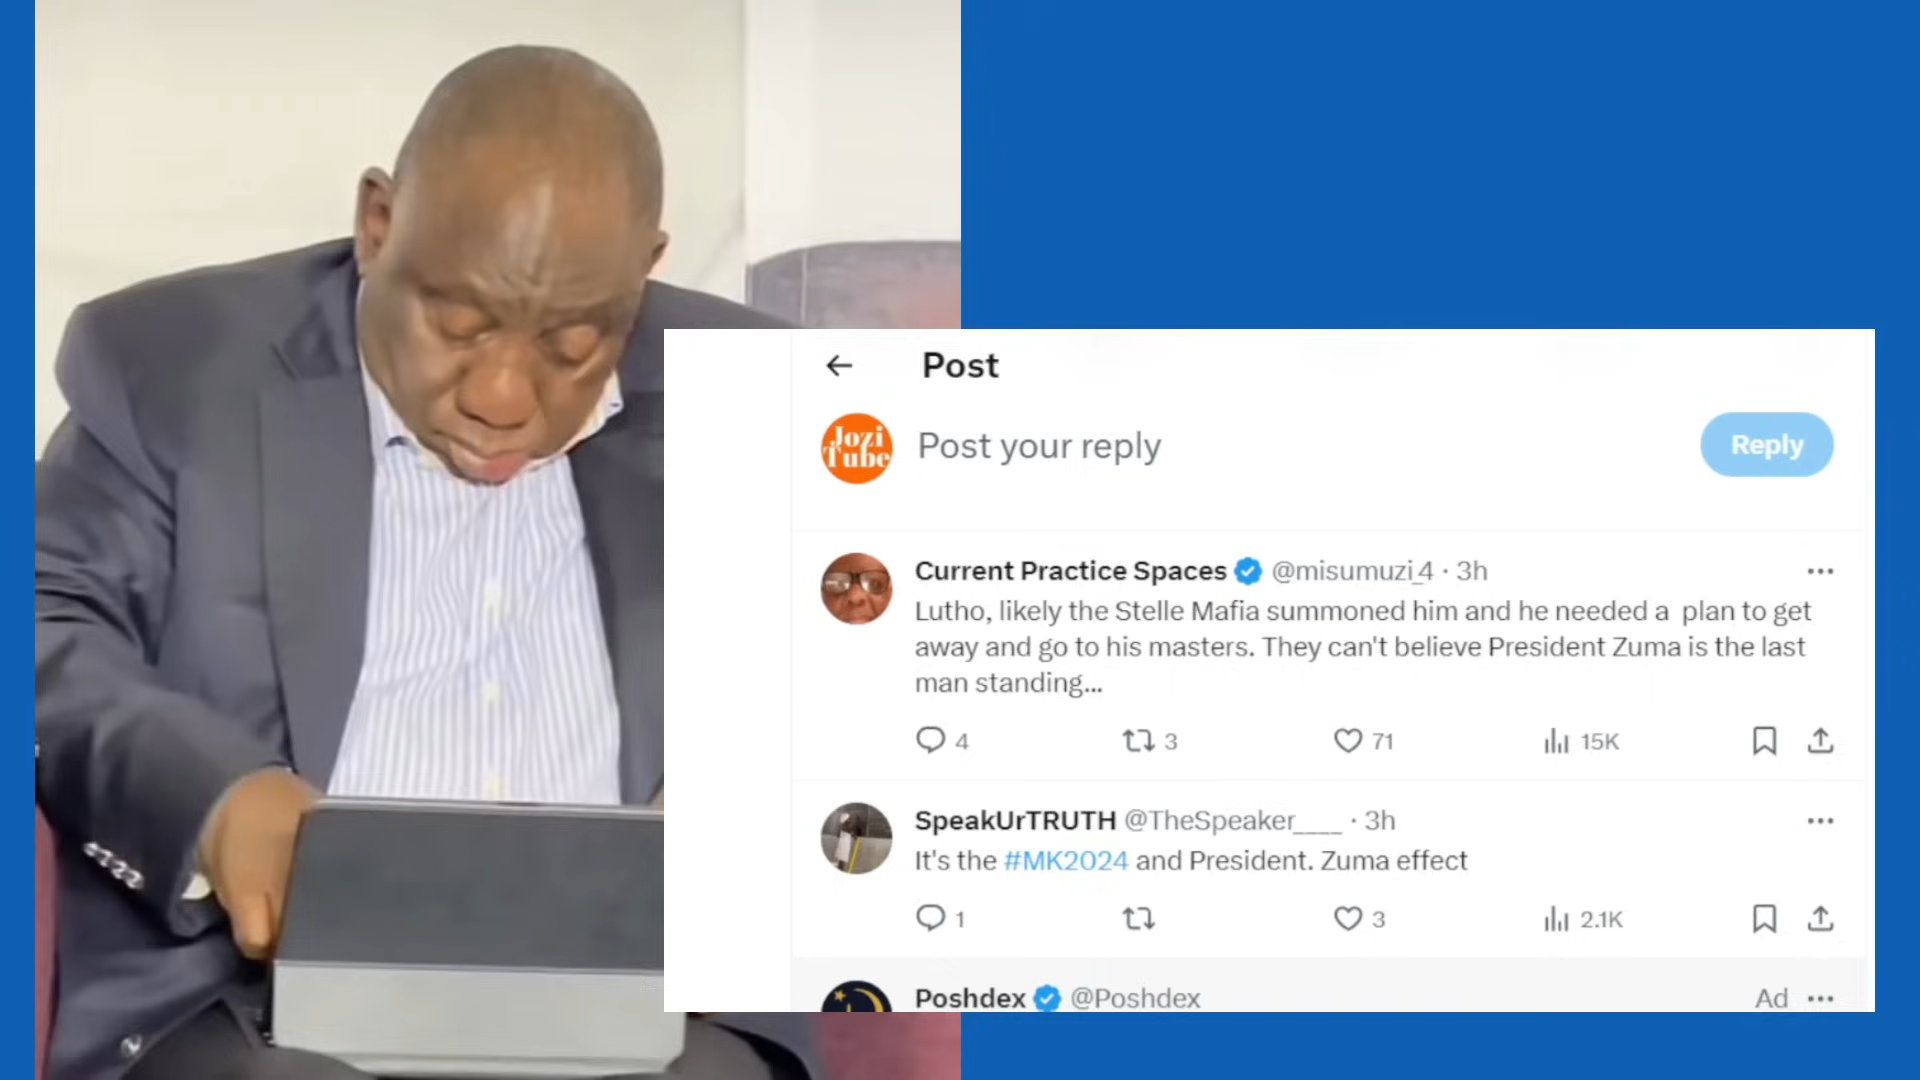 Post
Jozi
Tube
Post your reply
Reply
Current Practice Spaces @misumuzi_4 · 3h
Lutho, likely the Stelle Mafia summoned him and he needed a plan to get
away and go to his masters. They can't believe President Zuma is the last
man standing...
4 3 71 15K
SpeakUrTRUTH @TheSpeaker____ · 3h
It's the #MK2024 and President. Zuma effect
1 3 2.1K
Poshdex @Poshdex Ad